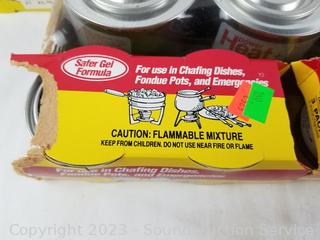 Heat
Safer Gel
Formula
For use in Chafing Dishes,
Fondue Pots, and Emergencies
CAUTION: FLAMMABLE MIXTURE
KEEP FROM CHILDREN. DO NOT USE NEAR FIRE OR FLAME
For use in Chafing Dishes,
Fondue Pots, and Emergencies
Copyright 2023 - Sound Auction Service